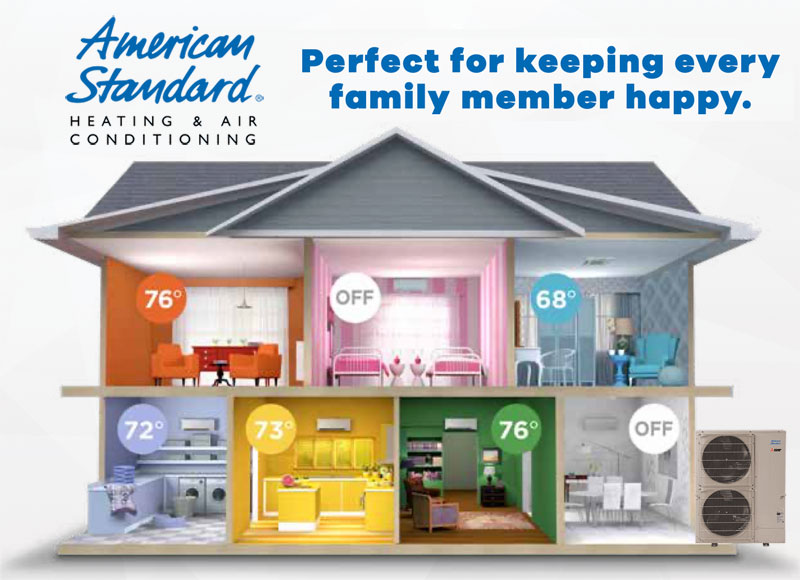 American
Standard®
HEATING & AIR
CONDITIONING
Perfect for keeping every
family member happy.
76°
OFF
68°
72°
73°
76°
OFF